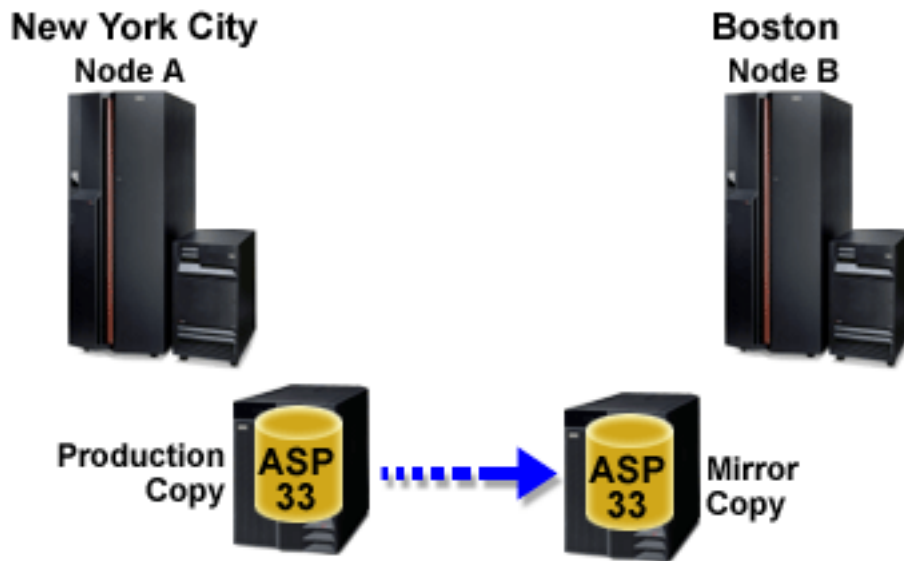 New York City
Node A
Boston
Node B
Production
Copy
ASP
33
ASP
33
Mirror
Copy